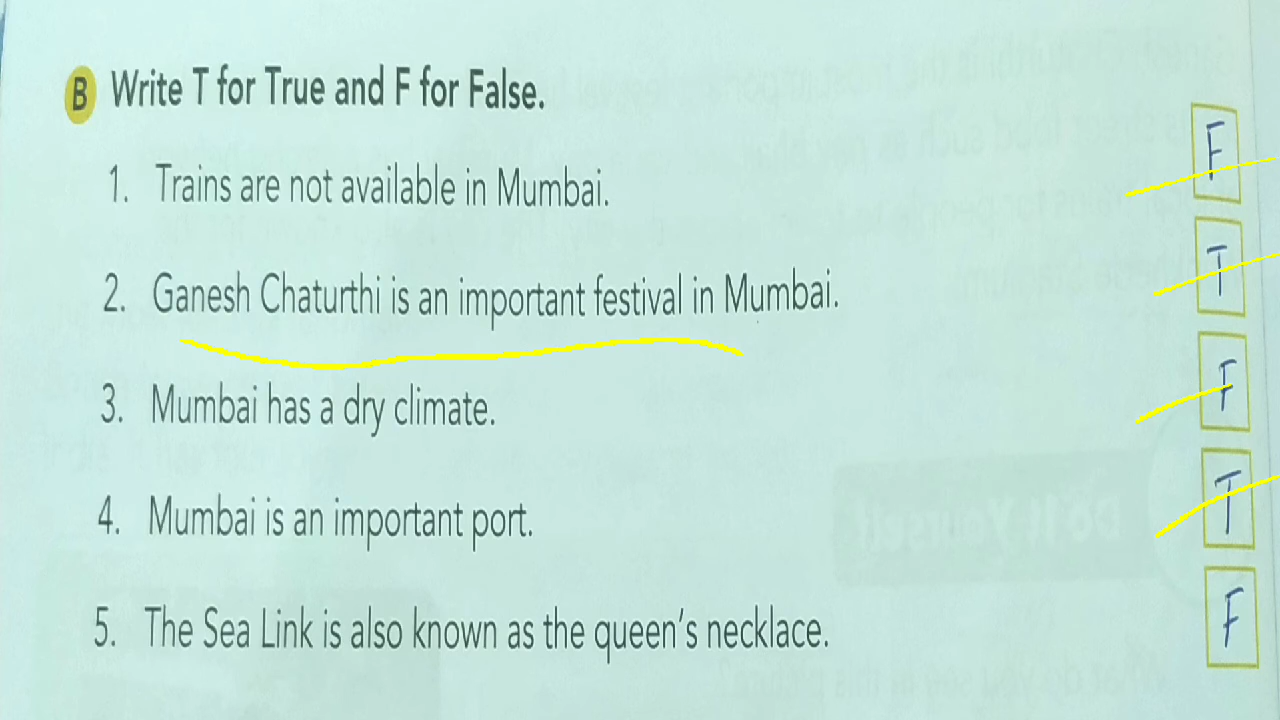 B Write T for True and F for False.
1. Trains are not available in Mumbai. F
2. Ganesh Chaturthi is an important festival in Mumbai. T
3. Mumbai has a dry climate. F
4. Mumbai is an important port. T
5. The Sea Link is also known as the queen's necklace. F